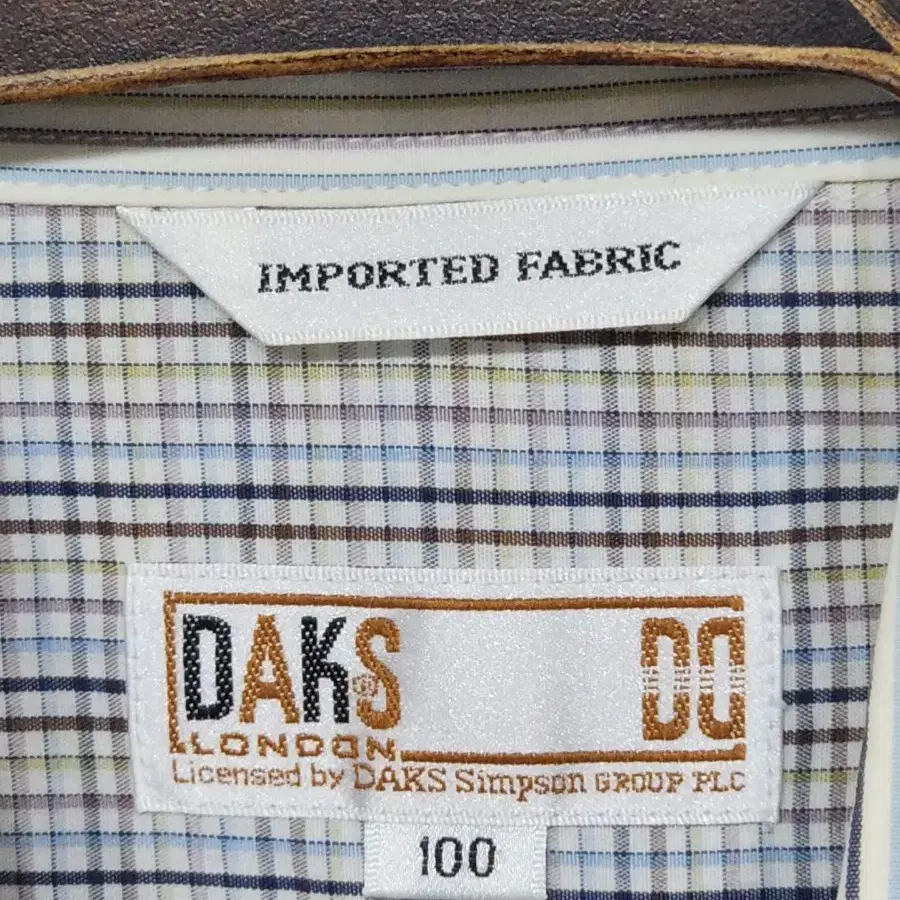 IMPORTED FABRIC
DAKS
DD
LONDON
Licensed by DAKS Simpson GROUP PLC
100